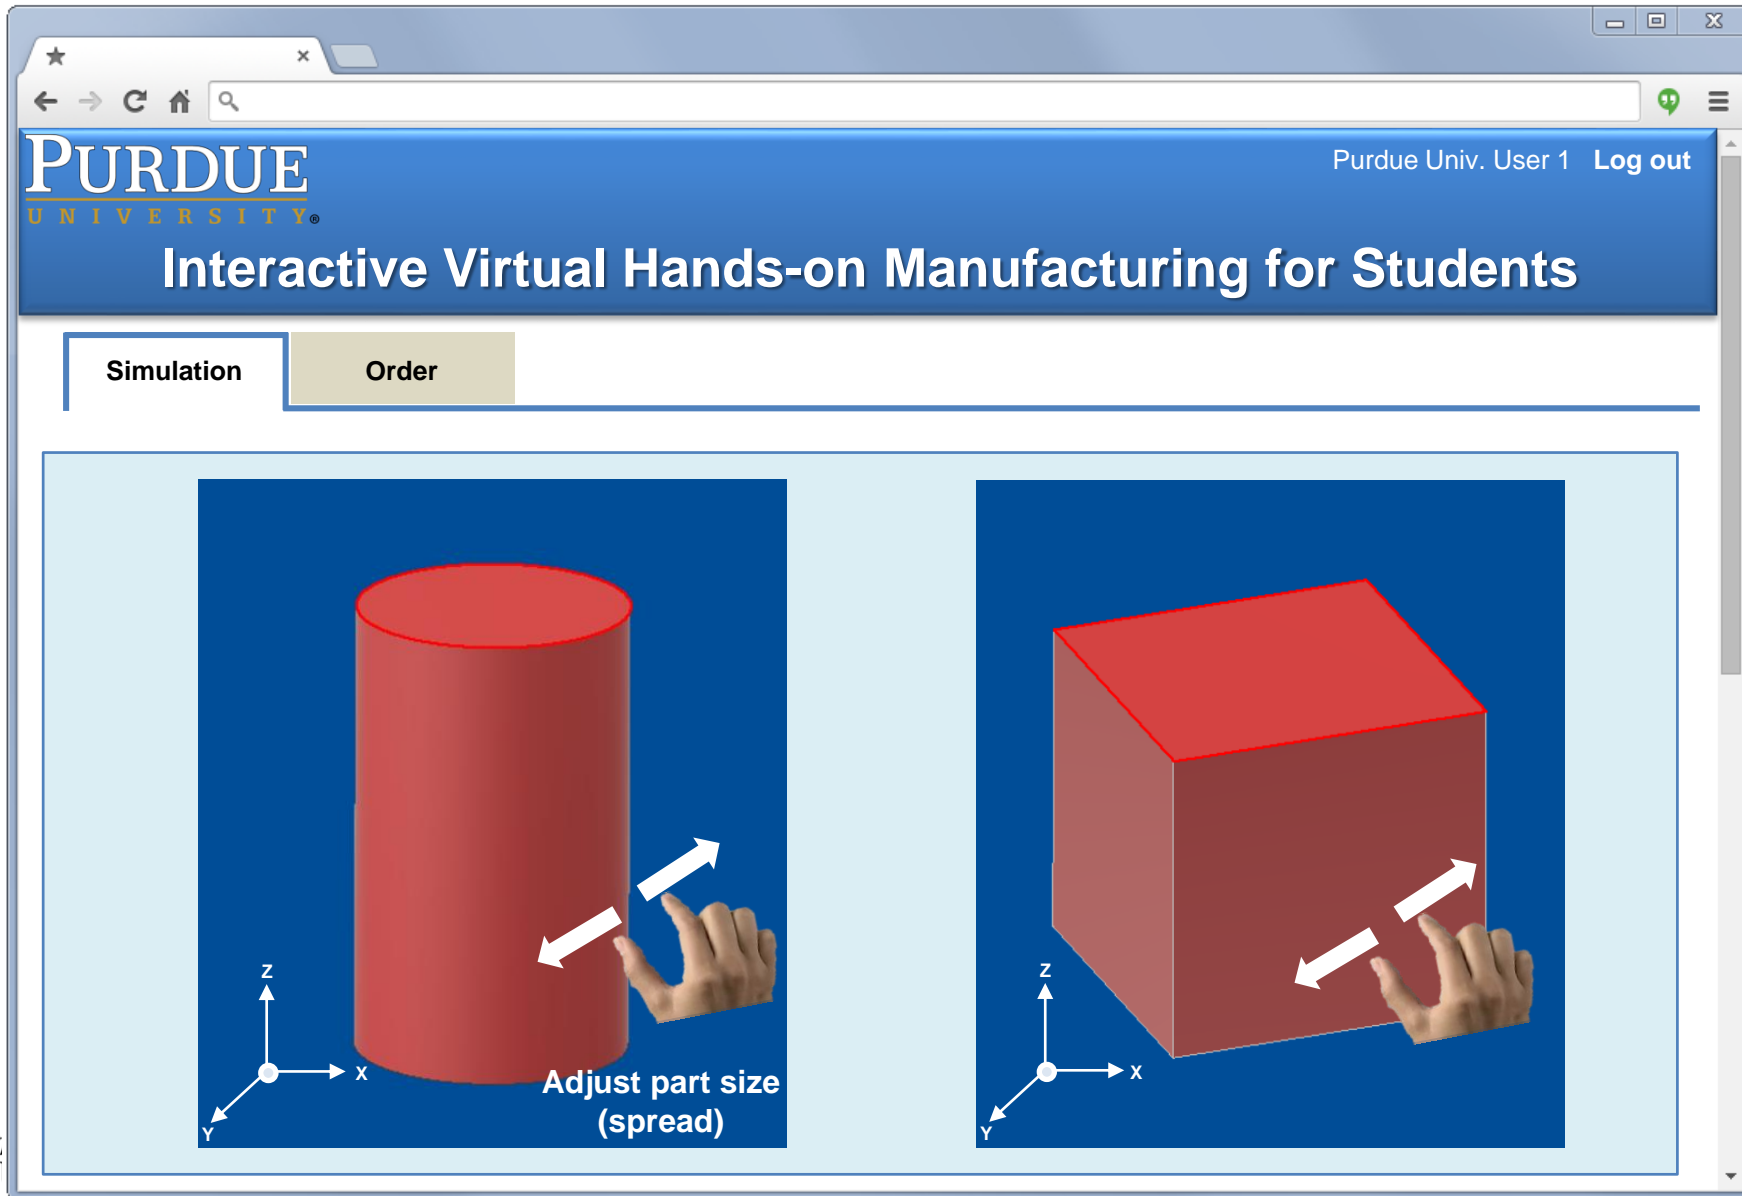 PURDUE
UNIVERSITY®
Purdue Univ. User 1 Log out
Interactive Virtual Hands-on Manufacturing for Students
Simulation Order
Z
X
Y
Adjust part size
(spread)
Z
X
Y